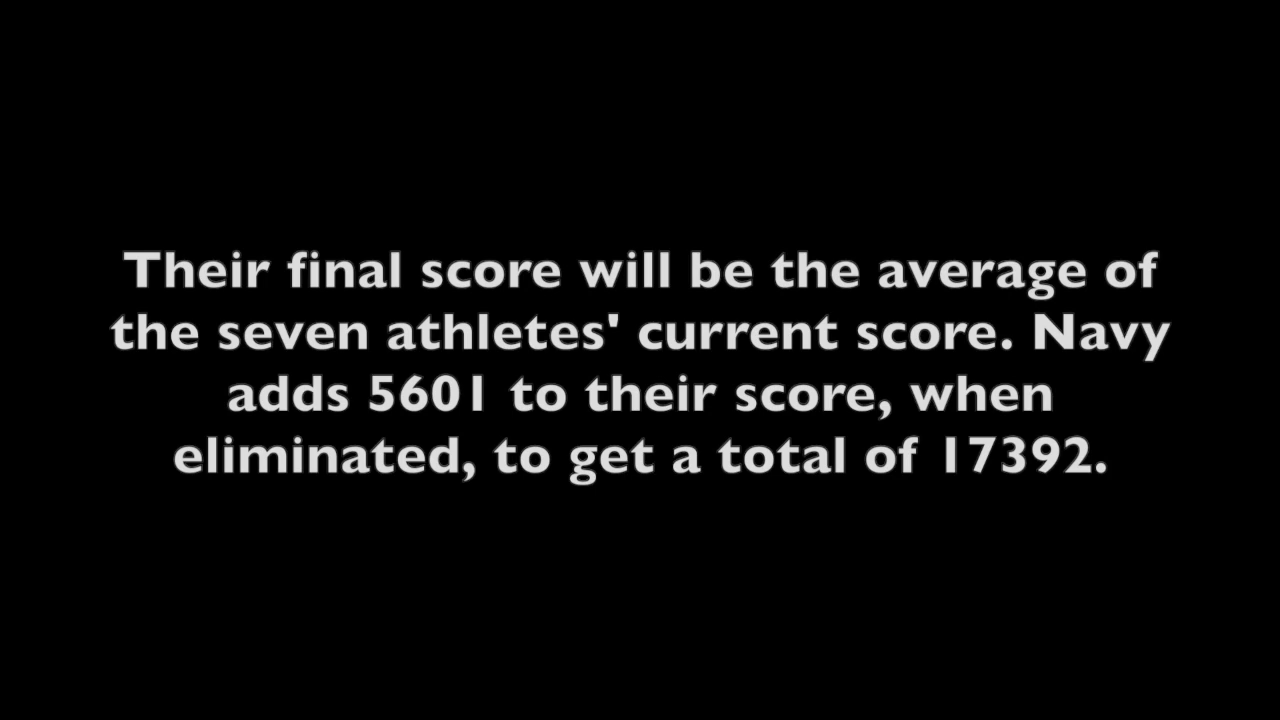 Their final score will be the average of
the seven athletes' current score. Navy
adds 5601 to their score, when
eliminated, to get a total of 17392.